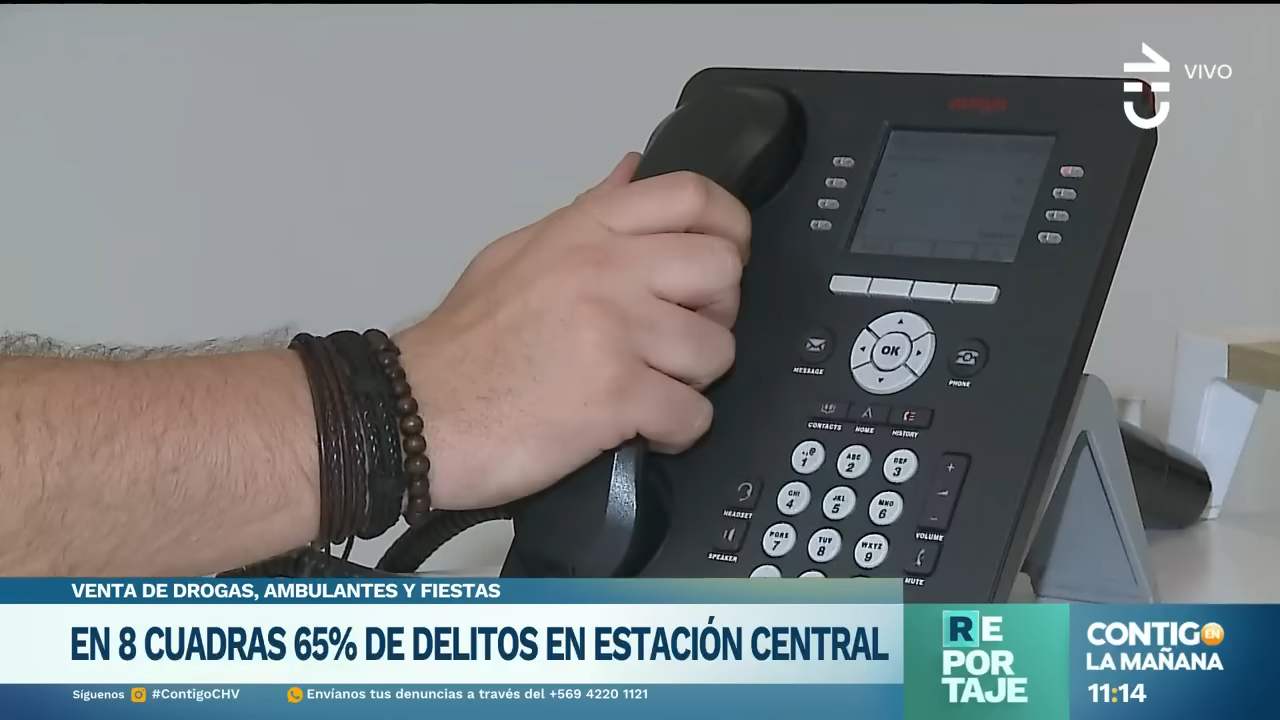 CHV VIVO
AVAYA
OK
MESSAGE
PHONE
CONTACTS HOME HISTORY
1 ABC 2 DEF 3
GHI 4 JKL 5 MNO 6
PQRS 7 TUV 8 WXYZ 9
HEADSET
VOLUME
SPEAKER
MUTE
VENTA DE DROGAS, AMBULANTES Y FIESTAS
EN 8 CUADRAS 65% DE DELITOS EN ESTACIÓN CENTRAL
REPORTAJE
CONTIGO EN LA MAÑANA
11:14
Síguenos #ContigoCHV Envíanos tus denuncias a través del +569 4220 1121